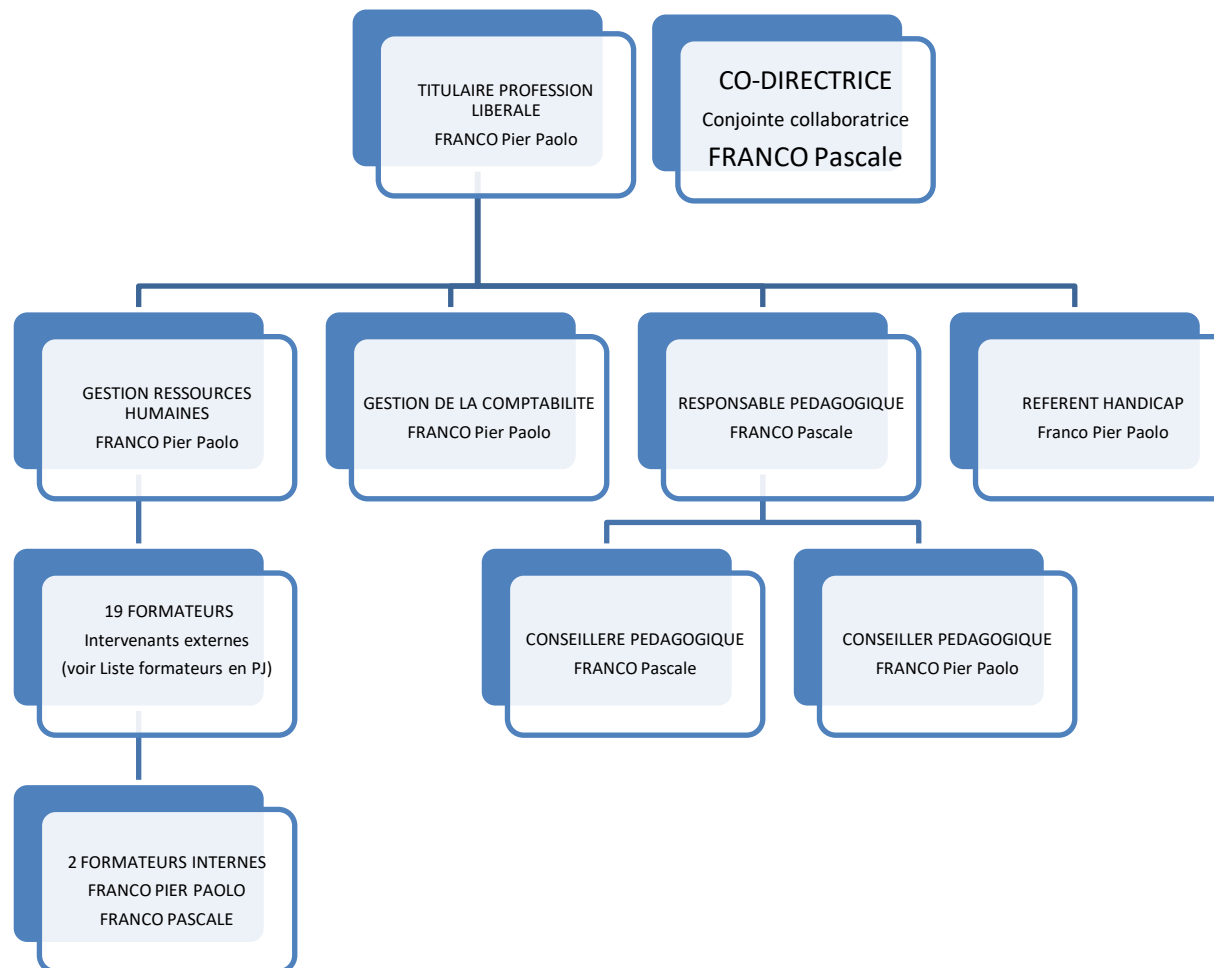 TITULAIRE PROFESSION
LIBERALE
FRANCO Pier Paolo
CO-DIRECTRICE
Conjointe collaboratrice
FRANCO Pascale
GESTION RESSOURCES
HUMAINES
FRANCO Pier Paolo
GESTION DE LA COMPTABILITE
FRANCO Pier Paolo
RESPONSABLE PEDAGOGIQUE
FRANCO Pascale
REFERENT HANDICAP
Franco Pier Paolo
19 FORMATEURS
Intervenants externes
(voir Liste formateurs en PJ)
CONSEILLERE PEDAGOGIQUE
FRANCO Pascale
CONSEILLER PEDAGOGIQUE
FRANCO Pier Paolo
2 FORMATEURS INTERNES
FRANCO PIER PAOLO
FRANCO PASCALE